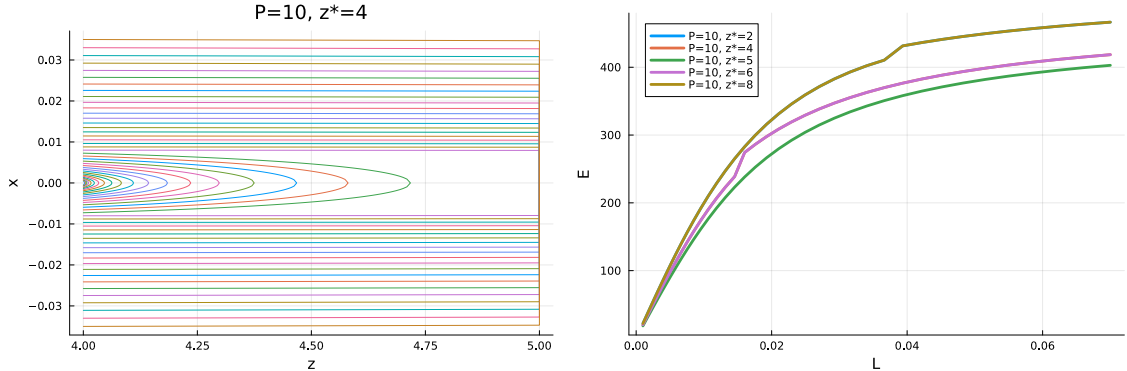 P=10, z*=4
0.03
0.02
0.01
0.00
−0.01
−0.02
−0.03
x
4.00
4.25
4.50
4.75
5.00
z
400
300
200
100
E
P=10, z*=2
P=10, z*=4
P=10, z*=5
P=10, z*=6
P=10, z*=8
0.00
0.02
0.04
0.06
L